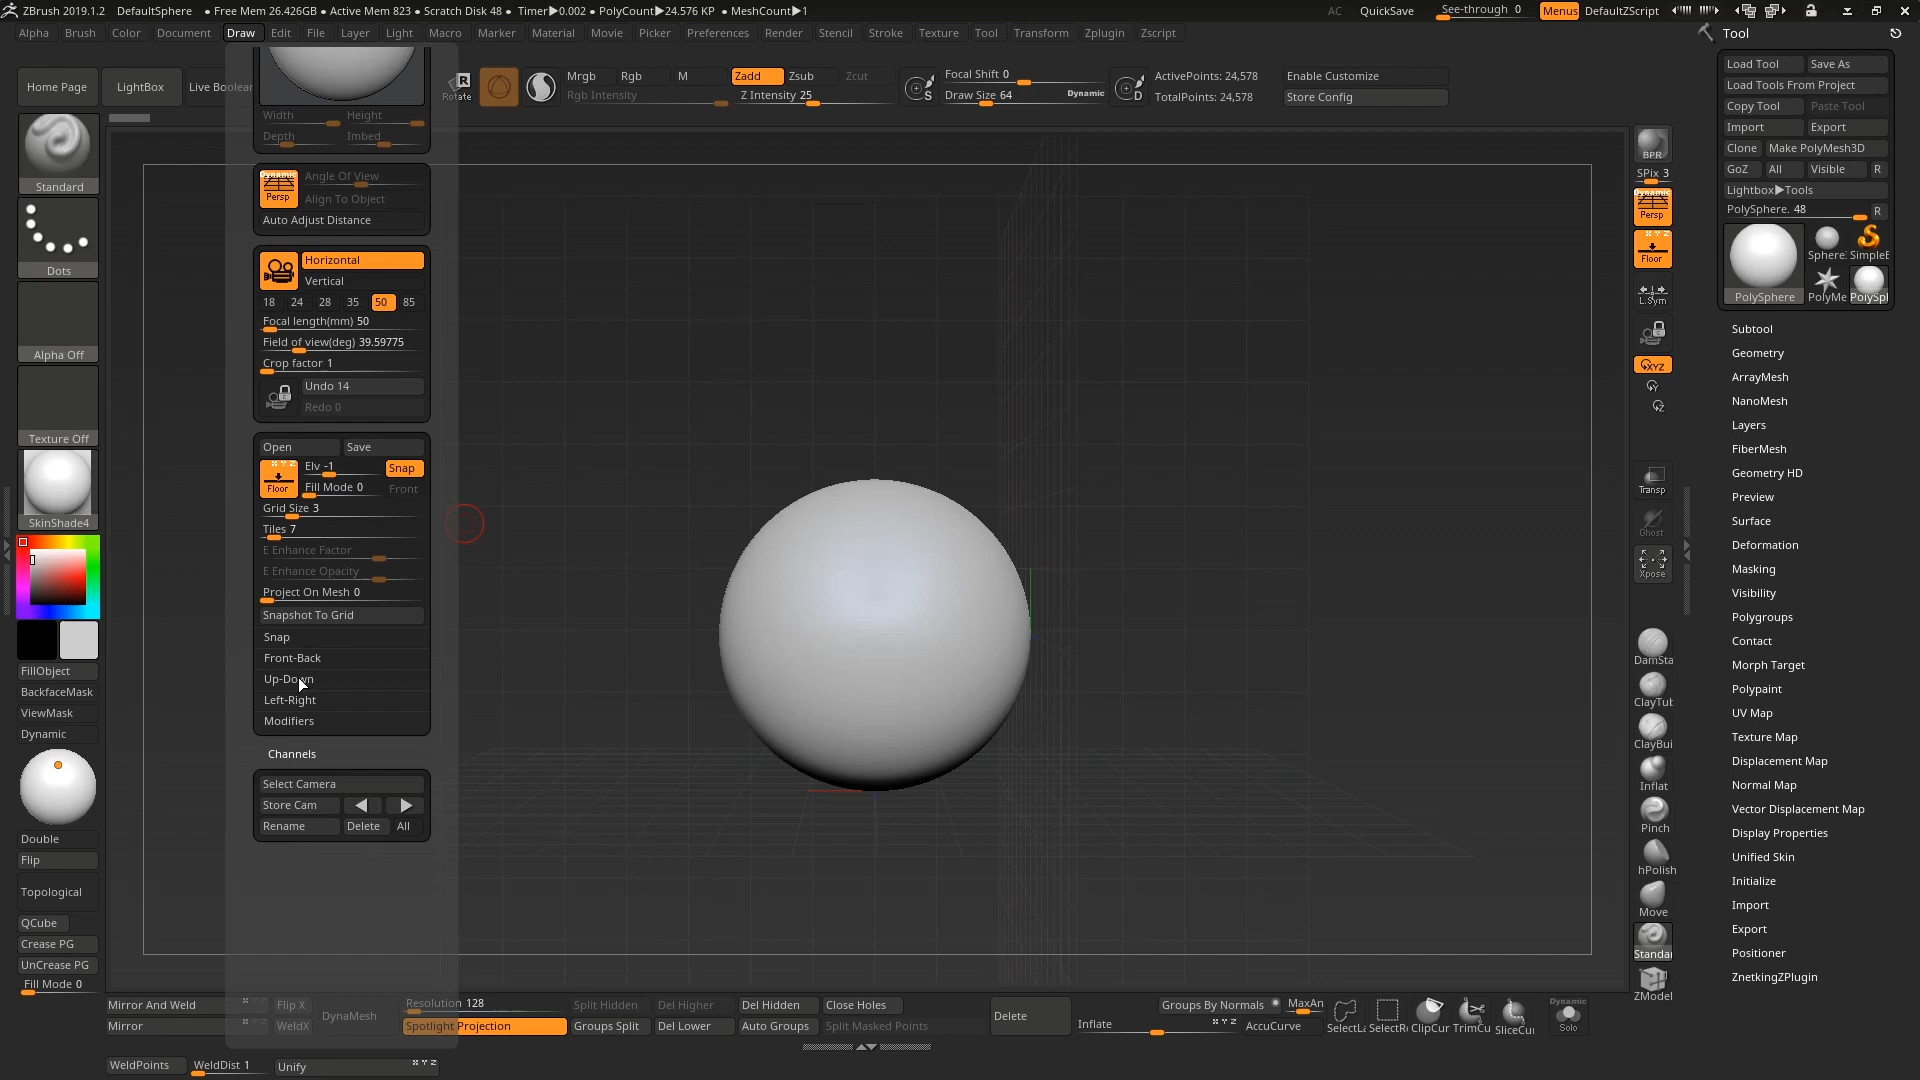 ZBrush 2019.1.2 DefaultSphere • Free Mem 26.426GB • Active Mem 823 • Scratch Disk 48 • Timer▶0.002 • PolyCount▶24.576 KP • MeshCount▶1 AC QuickSave See-through 0 Menus DefaultZScript
Alpha Brush Color Document Draw Edit File Layer Light Macro Marker Material Movie Picker Preferences Render Stencil Stroke Texture Tool Transform Zplugin Zscript
Home Page LightBox Live Boolean
R
Rotate
Mrgb Rgb M Zadd Zsub Zcut
Rgb Intensity Z Intensity 25
S
Focal Shift 0
Draw Size 64 Dynamic
D
ActivePoints: 24,578
TotalPoints: 24,578
Enable Customize
Store Config
Standard
Dots
Alpha Off
Texture Off
SkinShade4
FillObject
BackfaceMask
ViewMask
Dynamic
Double
Flip
Topological
QCube
Crease PG
UnCrease PG
Fill Mode 0
Width Height
Depth Imbed
Dynamic
Persp
Angle Of View
Align To Object
Auto Adjust Distance
Horizontal
Vertical
18 24 28 35 50 85
Focal length(mm) 50
Field of view(deg) 39.59775
Crop factor 1
Undo 14
Redo 0
Open Save
X Y Z
Floor
Elv -1 Snap
Fill Mode 0 Front
Grid Size 3
Tiles 7
E Enhance Factor
E Enhance Opacity
Project On Mesh 0
Snapshot To Grid
Snap
Front-Back
Up-Down
Left-Right
Modifiers
Channels
Select Camera
Store Cam
Rename Delete All
BPR
SPix 3
Dynamic
Persp
X Y Z
Floor
L.Sym
XYZ
Y
Z
Transp
Ghost
Xpose
DamSta
ClayTub
ClayBui
Inflat
Pinch
hPolish
Move
Standar
ZModel
Tool
Load Tool Save As
Load Tools From Project
Copy Tool Paste Tool
Import Export
Clone Make PolyMesh3D
GoZ All Visible R
Lightbox▶Tools
PolySphere. 48 R
PolySphere
Sphere SimpleB
PolyMe PolySpl
Subtool
Geometry
ArrayMesh
NanoMesh
Layers
FiberMesh
Geometry HD
Preview
Surface
Deformation
Masking
Visibility
Polygroups
Contact
Morph Target
Polypaint
UV Map
Texture Map
Displacement Map
Normal Map
Vector Displacement Map
Display Properties
Unified Skin
Initialize
Import
Export
Positioner
ZnetkingZPlugin
Mirror And Weld X Y Z Flip X
Mirror WeldX
DynaMesh
Resolution 128
Spotlight Projection
Split Hidden Del Higher Del Hidden Close Holes
Groups Split Del Lower Auto Groups Split Masked Points
Delete
Inflate X Y Z
Groups By Normals MaxAn
AccuCurve
SelectLa SelectRe ClipCur TrimCu SliceCui
Dynamic
Solo
WeldPoints WeldDist 1 Unify X Y Z